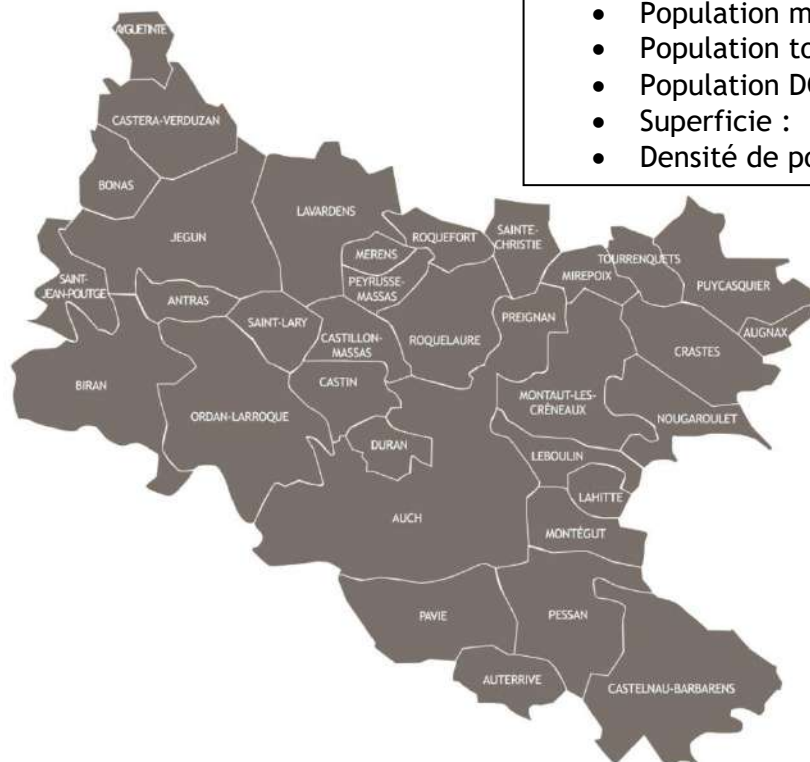 • Population m
• Population to
• Population D
• Superficie :
• Densité de po
AYGUETINTE
CASTERA-VERDUZAN
BONAS
LAVARDENS
JEGUN
ROQUEFORT
SAINTE-
CHRISTIE
MERENS
TOURRENQUETS
MIREPOIX
SAINT-
JEAN-POUTGE
PEYRUSSE-
MASSAS
PUYCASQUIER
ANTRAS
SAINT-LARY
PREIGNAN
AUGNAX
CASTILLON-
MASSAS
ROQUELAURE
CRASTES
BIRAN
CASTIN
MONTAUT-LES-
CRÉNEAUX
ORDAN-LARROQUE
NOUGAROULET
DURAN
LEBOULIN
LAHITTE
AUCH
MONTÉGUT
PAVIE
PESSAN
AUTERRIVE
CASTELNAU-BARBARENS